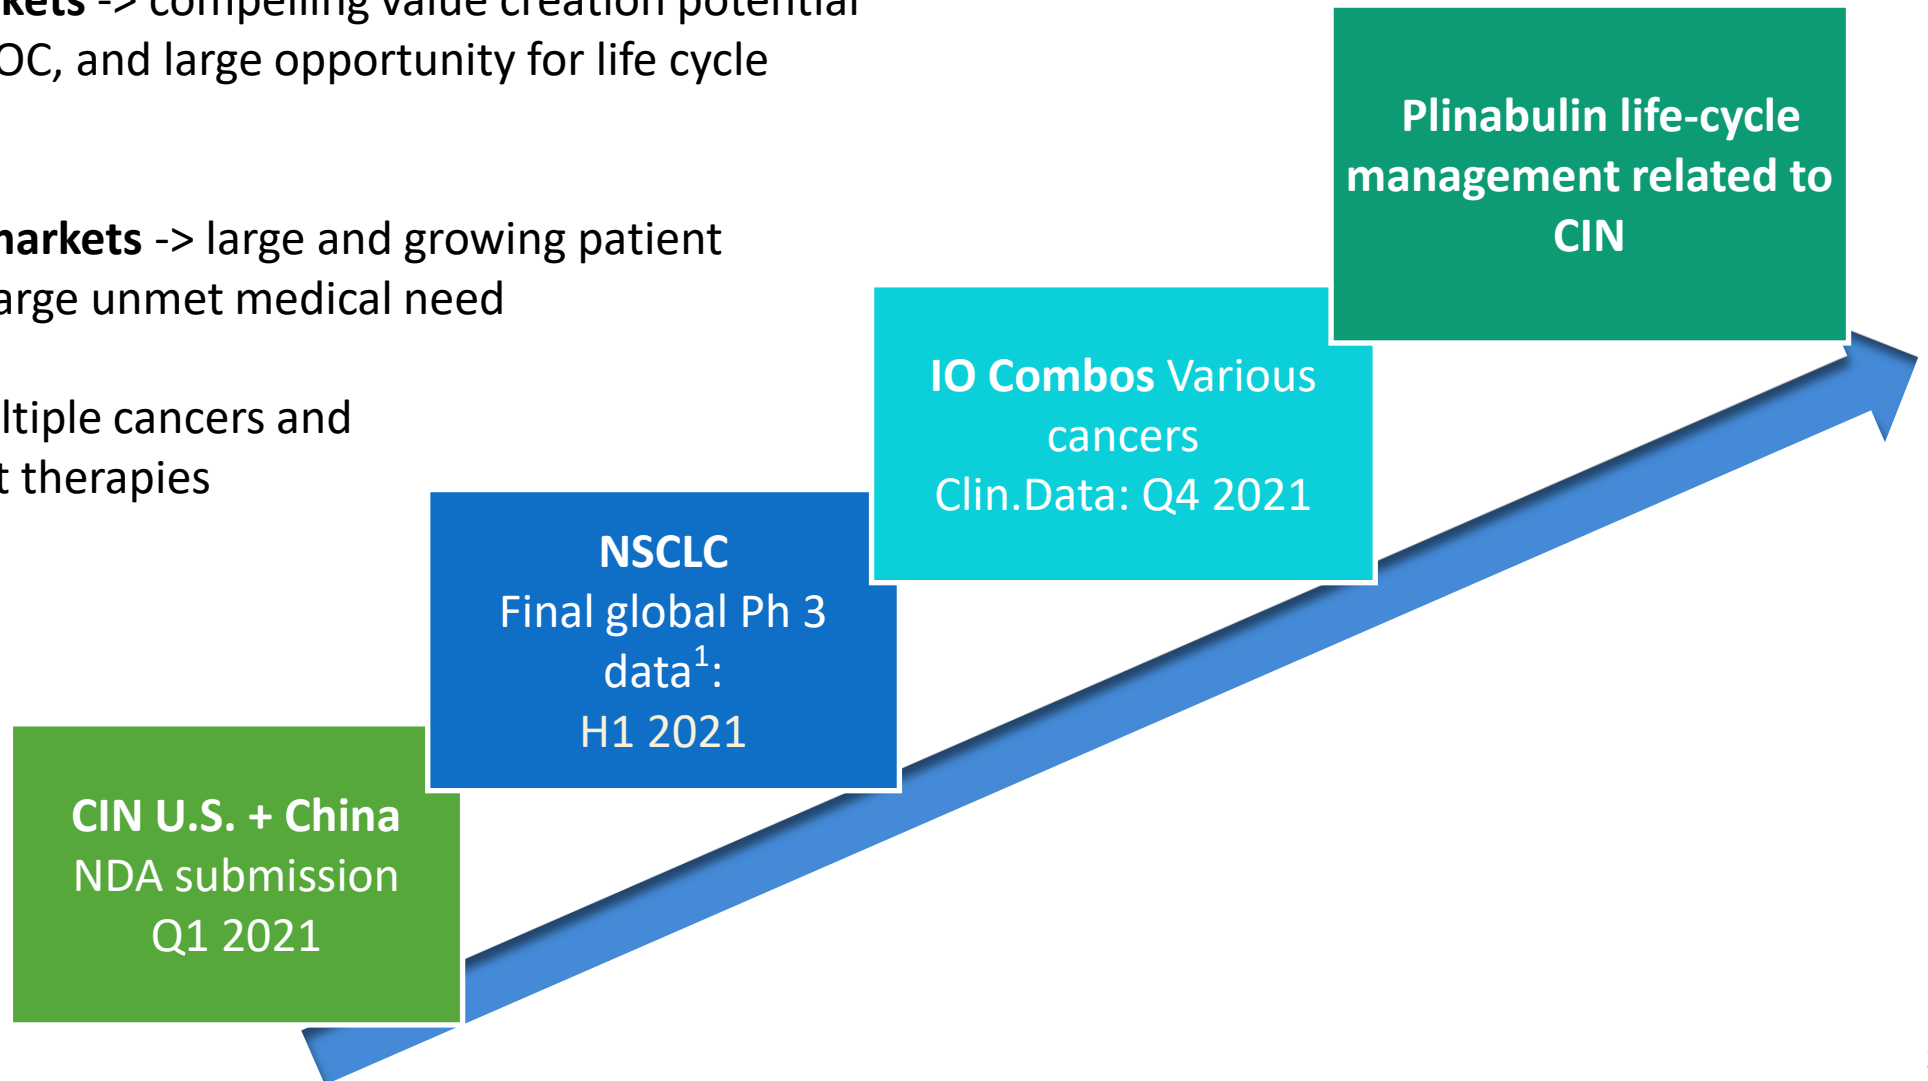 kets -> compelling value creation potential
OC, and large opportunity for life cycle
narkets -> large and growing patient
arge unmet medical need
ltiple cancers and
t therapies
Plinabulin life-cycle
management related to
CIN
IO Combos Various
cancers
Clin.Data: Q4 2021
NSCLC
Final global Ph 3
data¹:
H1 2021
CIN U.S. + China
NDA submission
Q1 2021